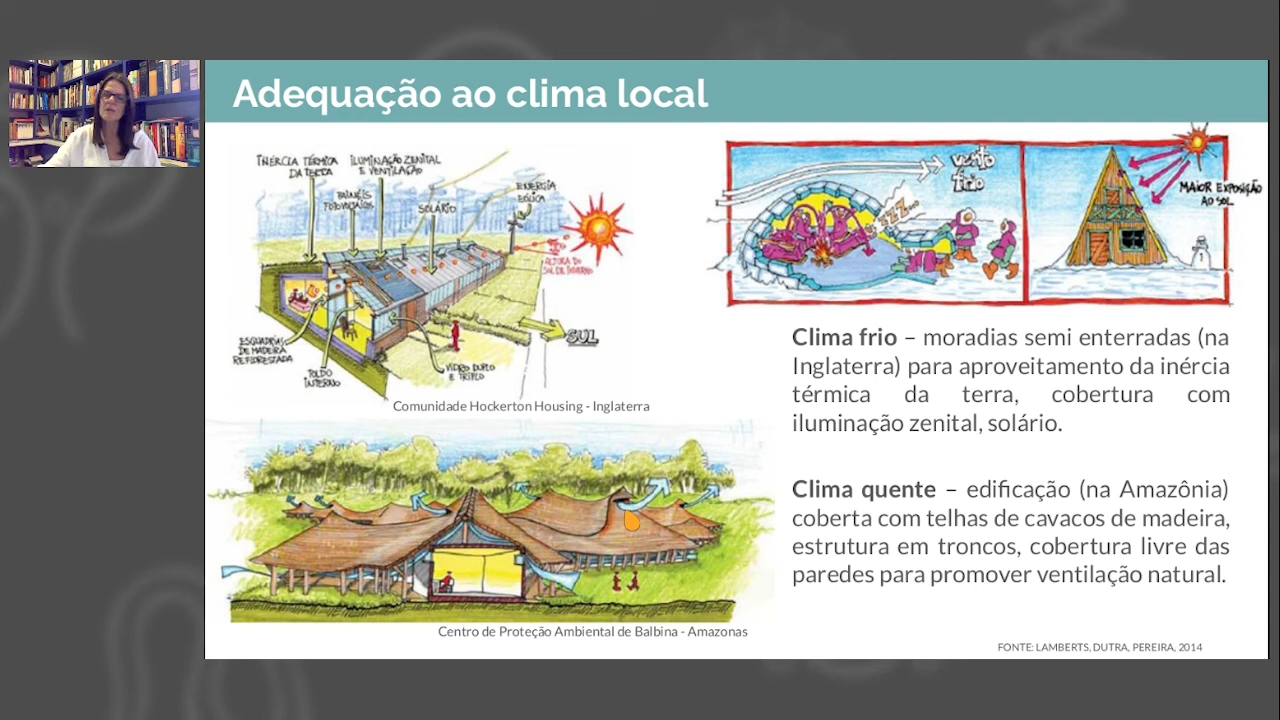 Adequação ao clima local
INÉRCIA TÉRMICA
DA TERRA
ILUMINAÇÃO ZENITAL
E VENTILAÇÃO
PAINÉIS
FOTOVOLTAICOS
SOLÁRIO
ENERGIA
EÓLICA
ALTURA DO
SOL DE INVERNO
SUL
ESQUADRIAS
DE MADEIRA
REFLORESTADA
TOLDO
INTERNO
VIDRO DUPLO
E TRIPLO
Comunidade Hockerton Housing - Inglaterra
vento
frio
ZZZ...
MAIOR EXPOSIÇÃO
AO SOL
Clima frio – moradias semi enterradas (na
Inglaterra) para aproveitamento da inércia
térmica da terra, cobertura com
iluminação zenital, solário.
Clima quente – edificação (na Amazônia)
coberta com telhas de cavacos de madeira,
estrutura em troncos, cobertura livre das
paredes para promover ventilação natural.
Centro de Proteção Ambiental de Balbina - Amazonas
FONTE: LAMBERTS, DUTRA, PEREIRA, 2014